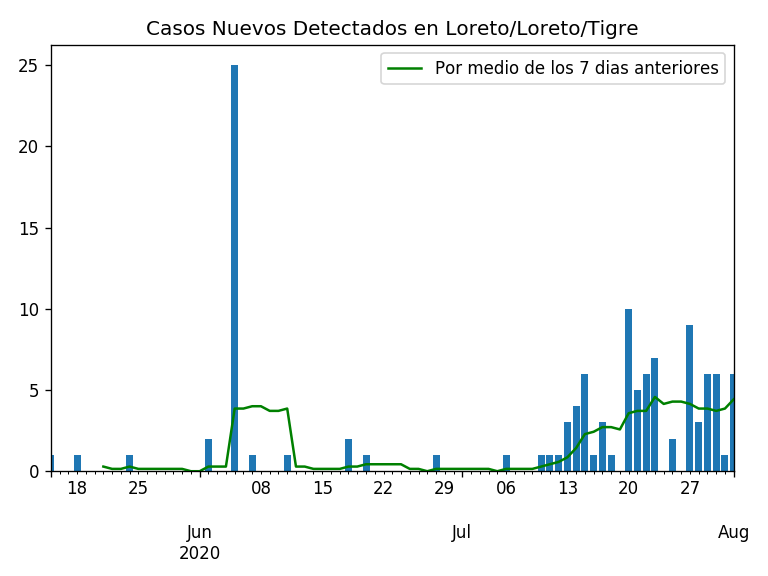 Casos Nuevos Detectados en Loreto/Loreto/Tigre
Por medio de los 7 dias anteriores
25
20
15
10
5
0
18 25 08 15 22 29 06 13 20 27
Jun Jul Aug
2020